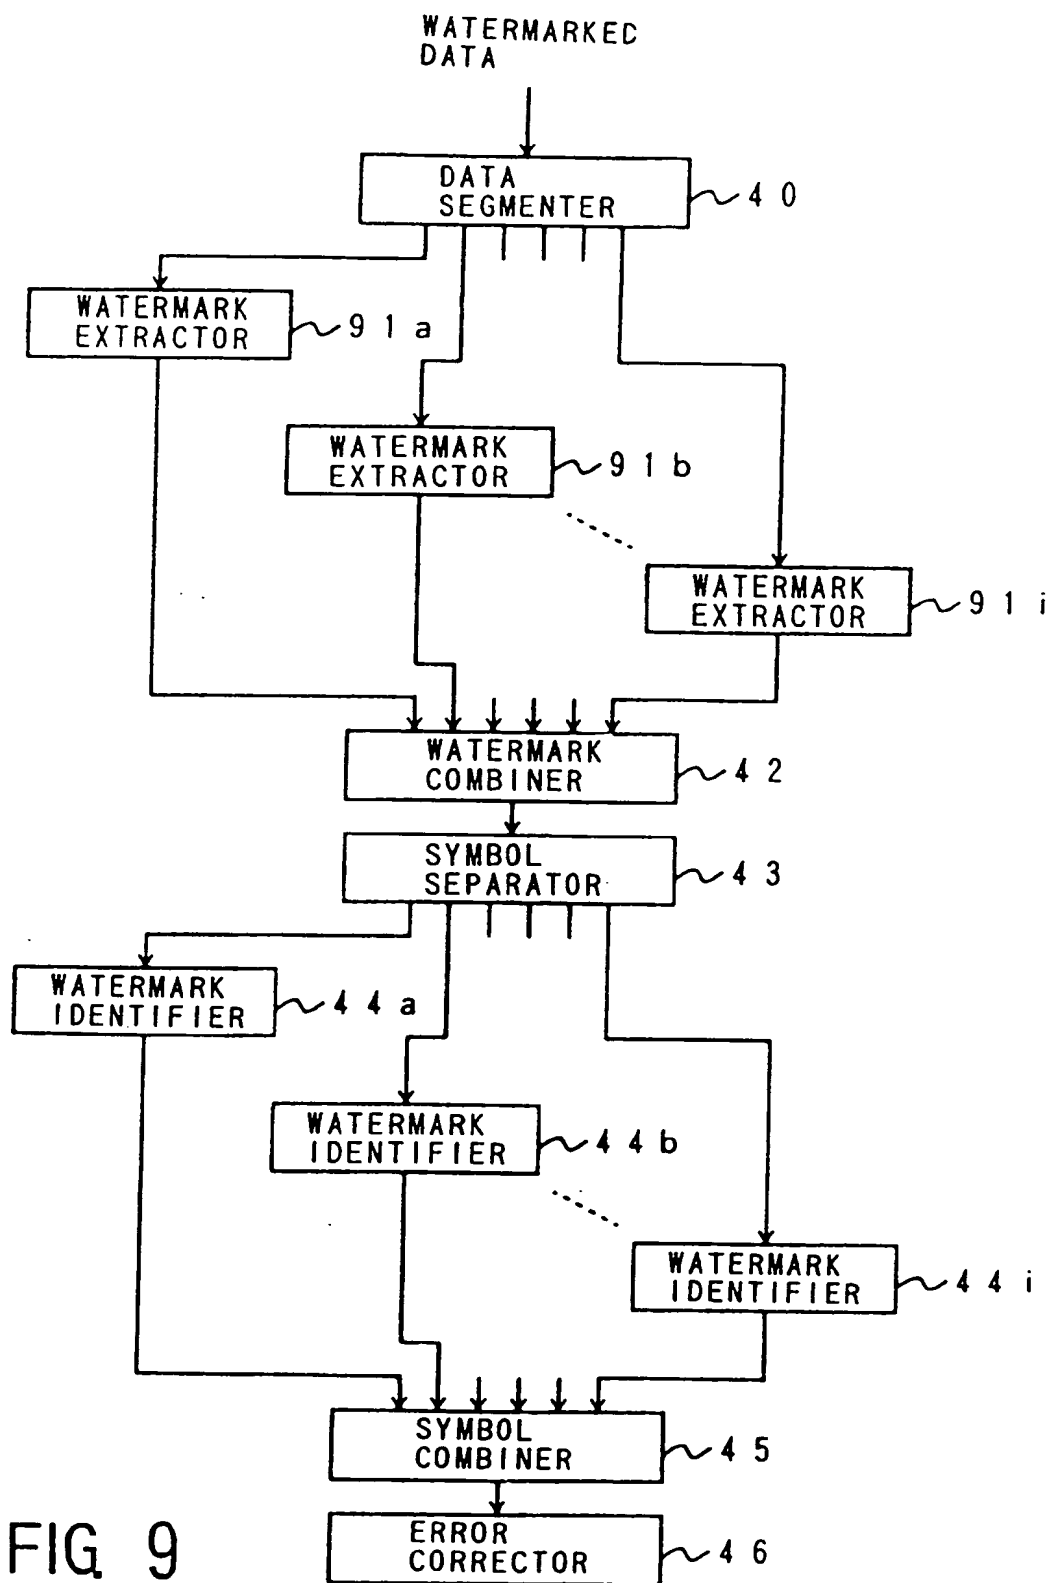 WATERMARKED
DATA
DATA
SEGMENTER
40
WATERMARK
EXTRACTOR
91a
WATERMARK
EXTRACTOR
91b
WATERMARK
EXTRACTOR
91i
WATERMARK
COMBINER
42
SYMBOL
SEPARATOR
43
WATERMARK
IDENTIFIER
44a
WATERMARK
IDENTIFIER
44b
WATERMARK
IDENTIFIER
44i
SYMBOL
COMBINER
45
ERROR
CORRECTOR
46
FIG. 9